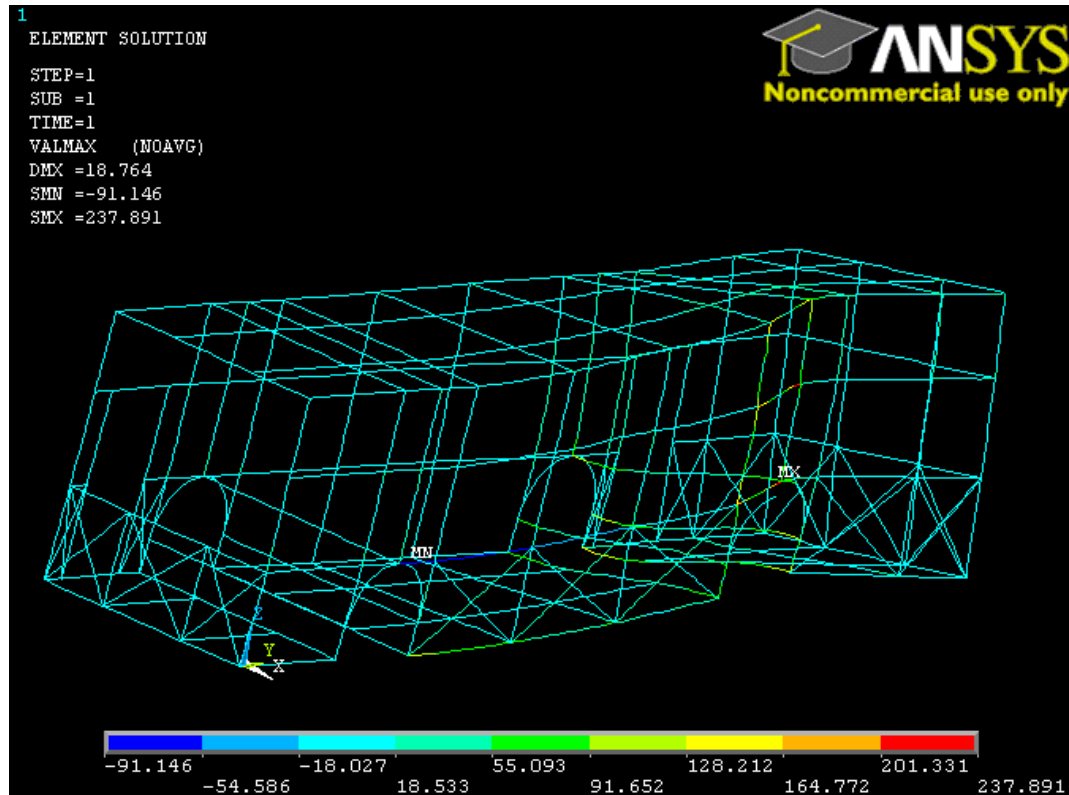 1
ELEMENT SOLUTION
STEP=1
SUB =1
TIME=1
VALMAX (NOAVG)
DMX =18.764
SMN =-91.146
SMX =237.891
ANSYS
Noncommercial use only
MX
MN
Z
Y
X
-91.146 -18.027 55.093 128.212 201.331
-54.586 18.533 91.652 164.772 237.891